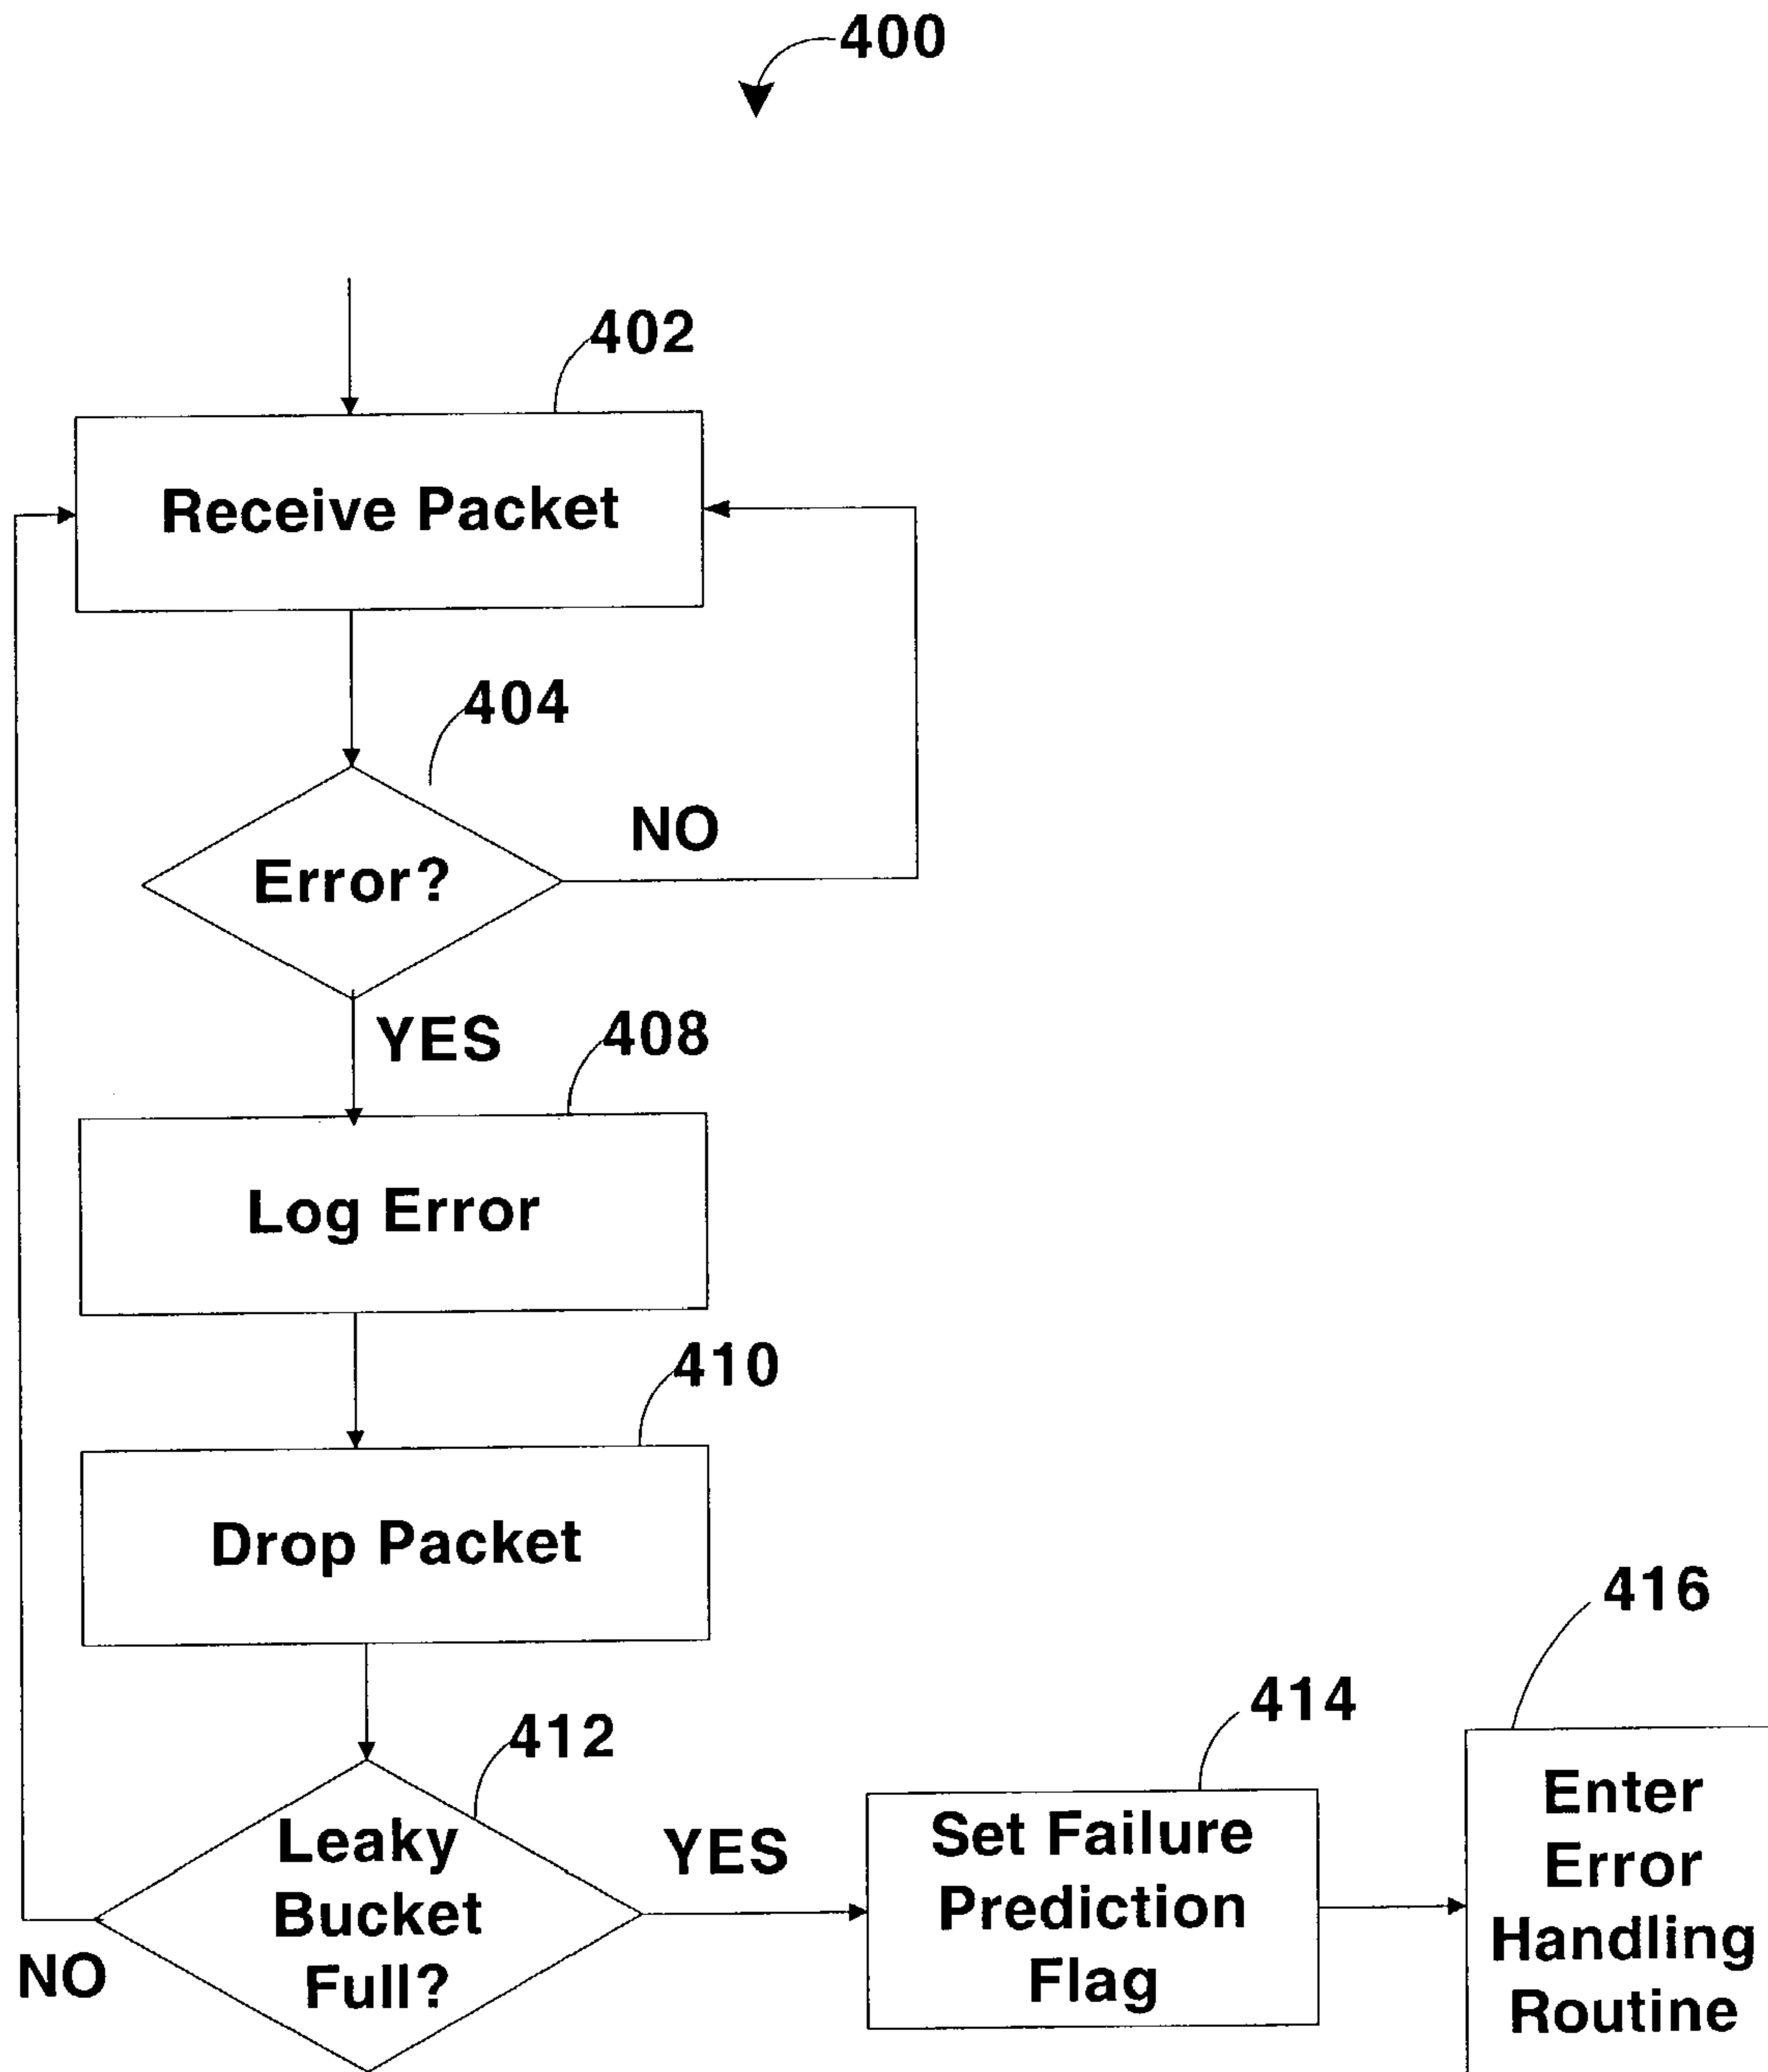 400
402
Receive Packet
404
Error?
NO
YES
408
Log Error
410
Drop Packet
412
Leaky
Bucket
Full?
NO
YES
414
Set Failure
Prediction
Flag
416
Enter
Error
Handling
Routine